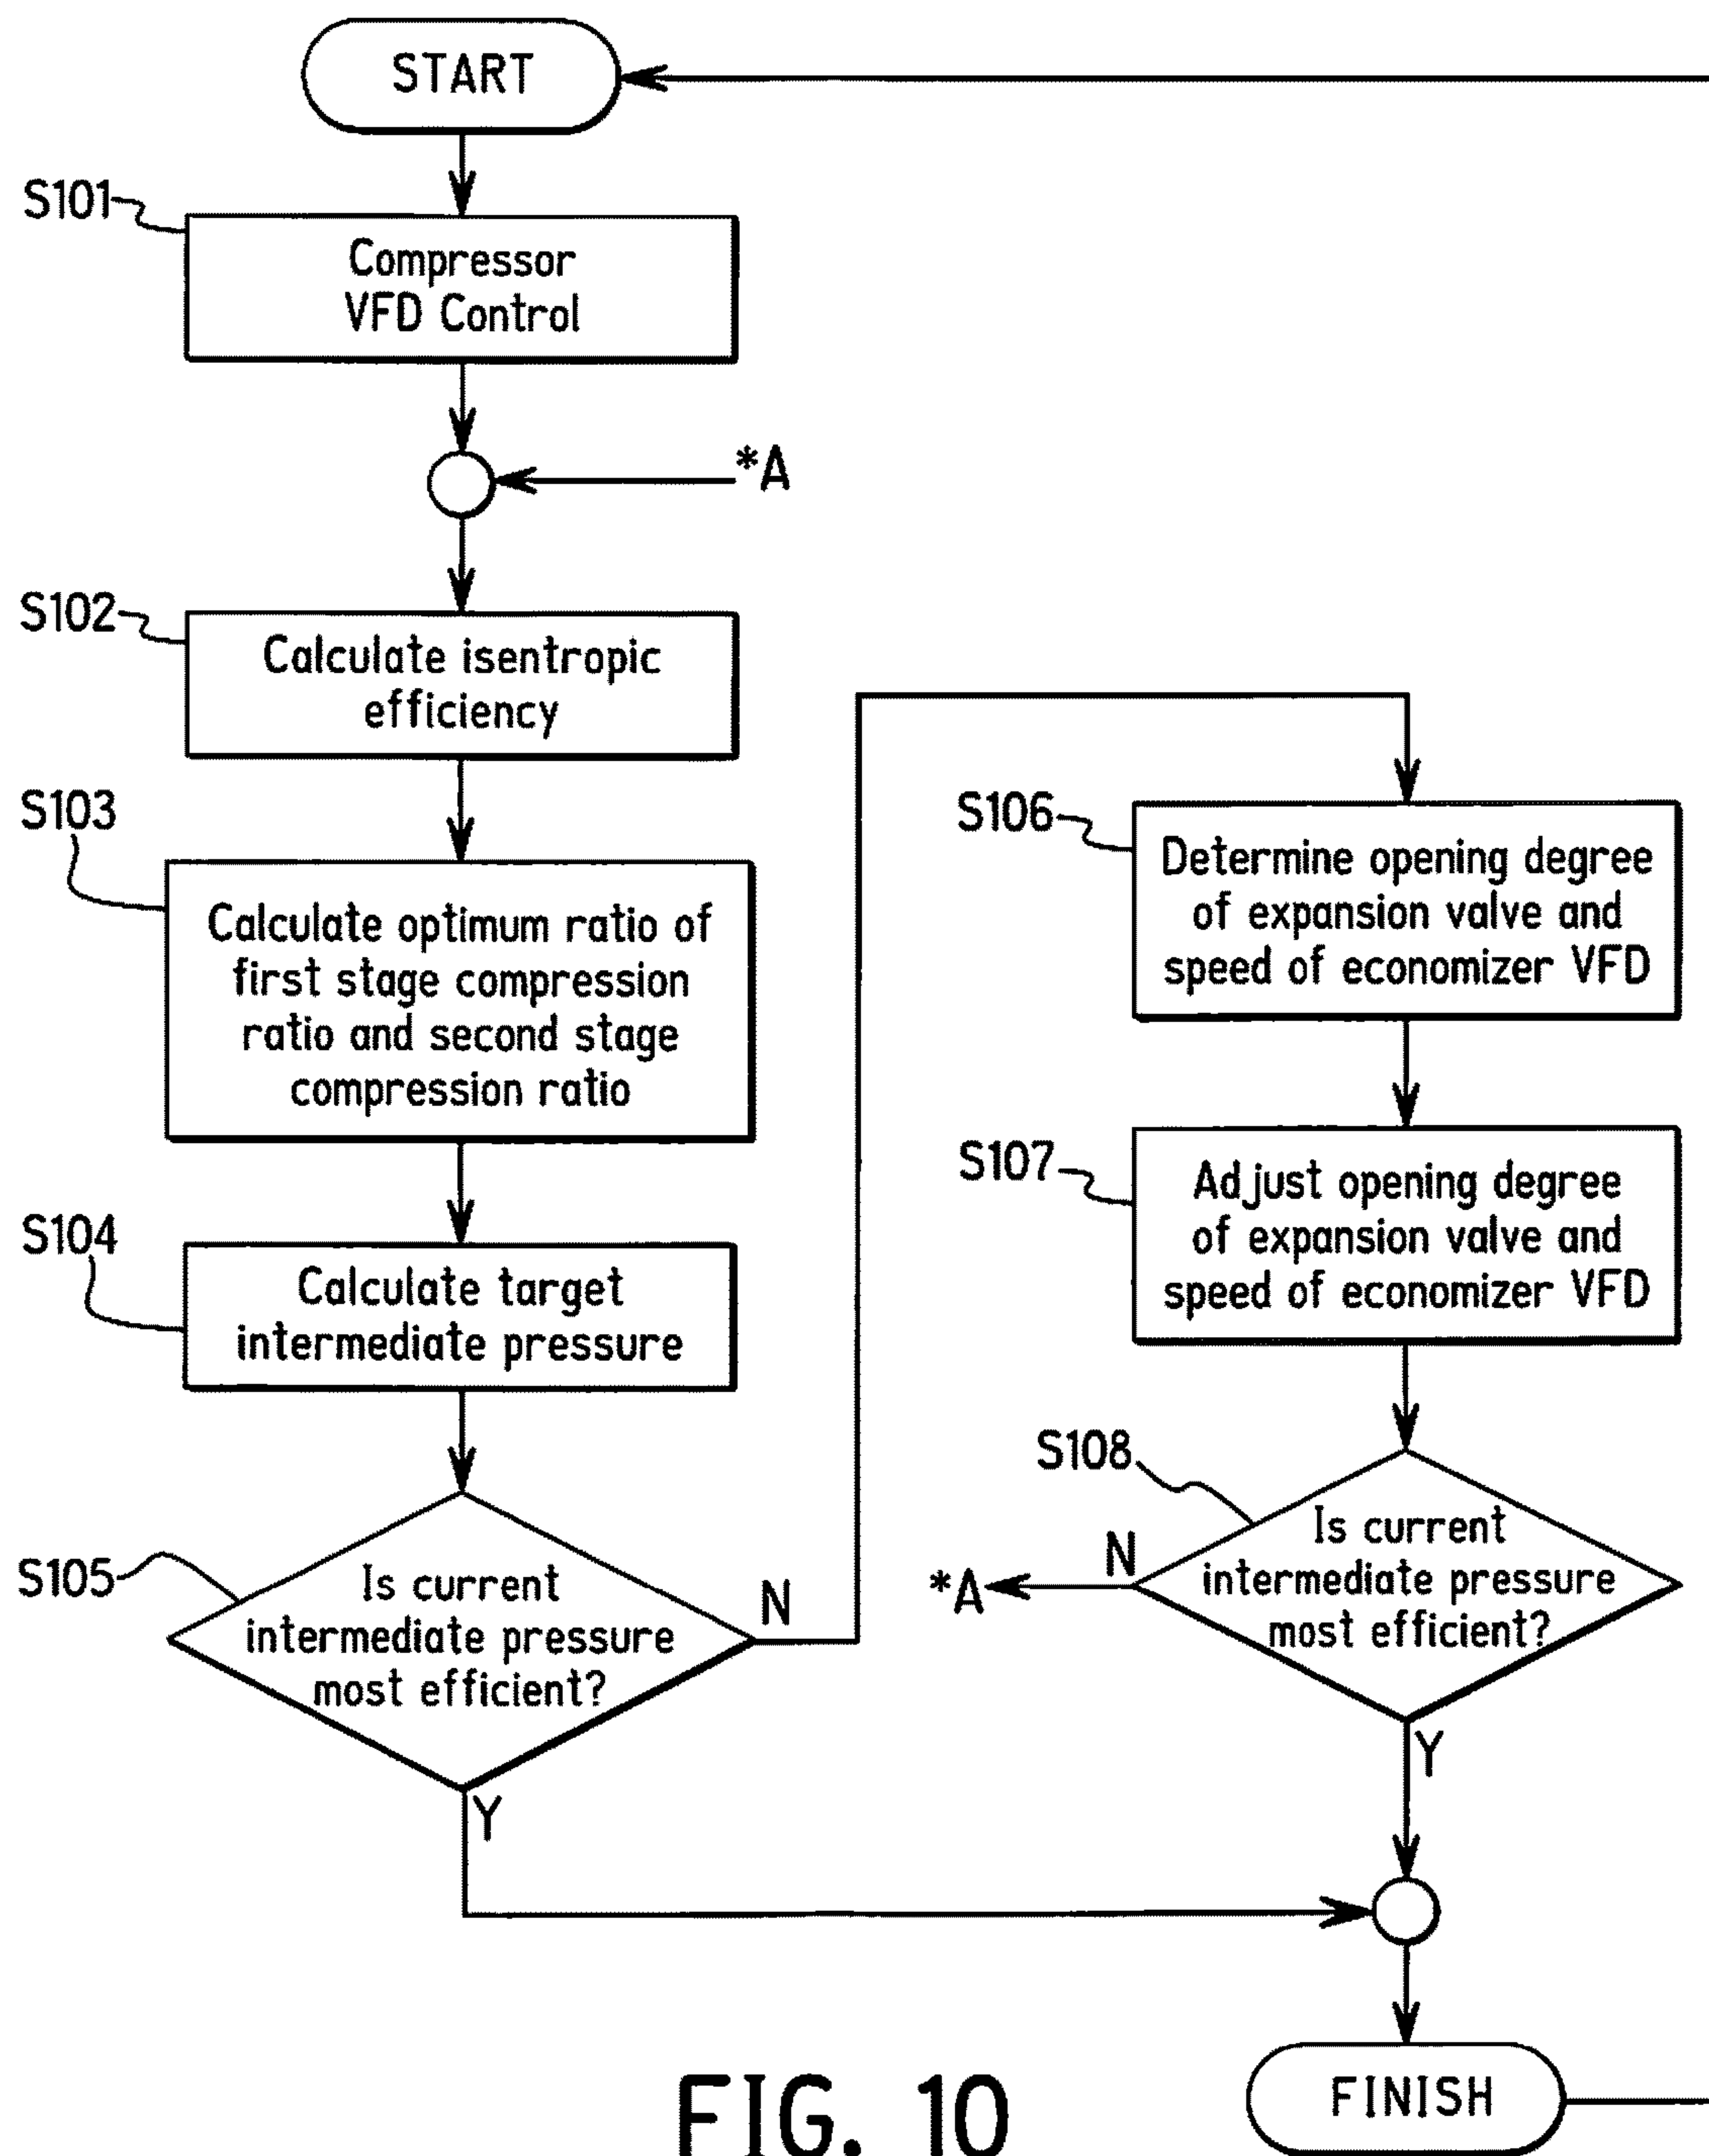 START
S101
Compressor
VFD Control
*A
S102
Calculate isentropic
efficiency
S103
Calculate optimum ratio of
first stage compression
ratio and second stage
compression ratio
S104
Calculate target
intermediate pressure
S105
Is current
intermediate pressure
most efficient?
N
Y
S106
Determine opening degree
of expansion valve and
speed of economizer VFD
S107
Adjust opening degree
of expansion valve and
speed of economizer VFD
S108
Is current
intermediate pressure
most efficient?
N
*A
Y
FINISH
FIG. 10